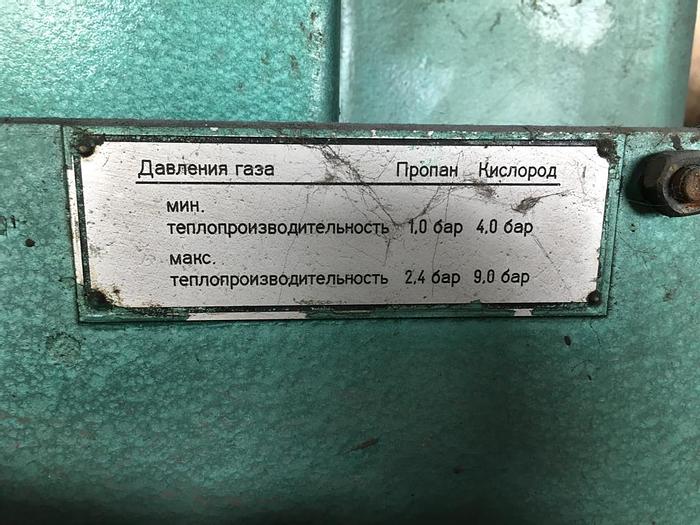 Давления газа Пропан Кислород
мин.
теплопроизводительность 1,0 бар 4,0 бар
макс.
теплопроизводительность 2,4 бар 9,0 бар